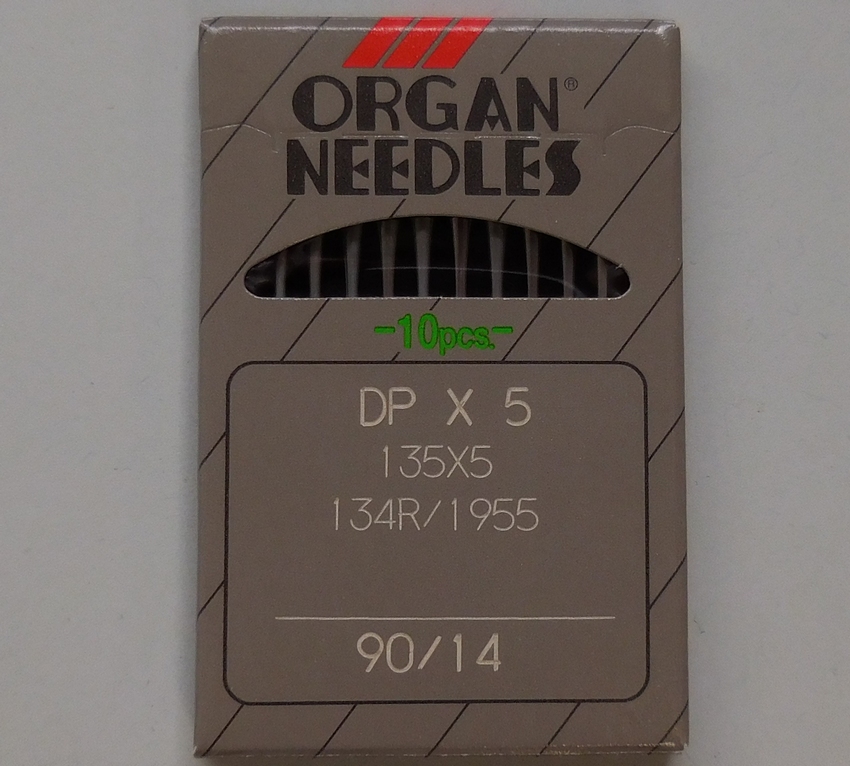 ORGAN®
NEEDLES
-10pcs.-
DP X 5
135X5
134R/1955
90/14